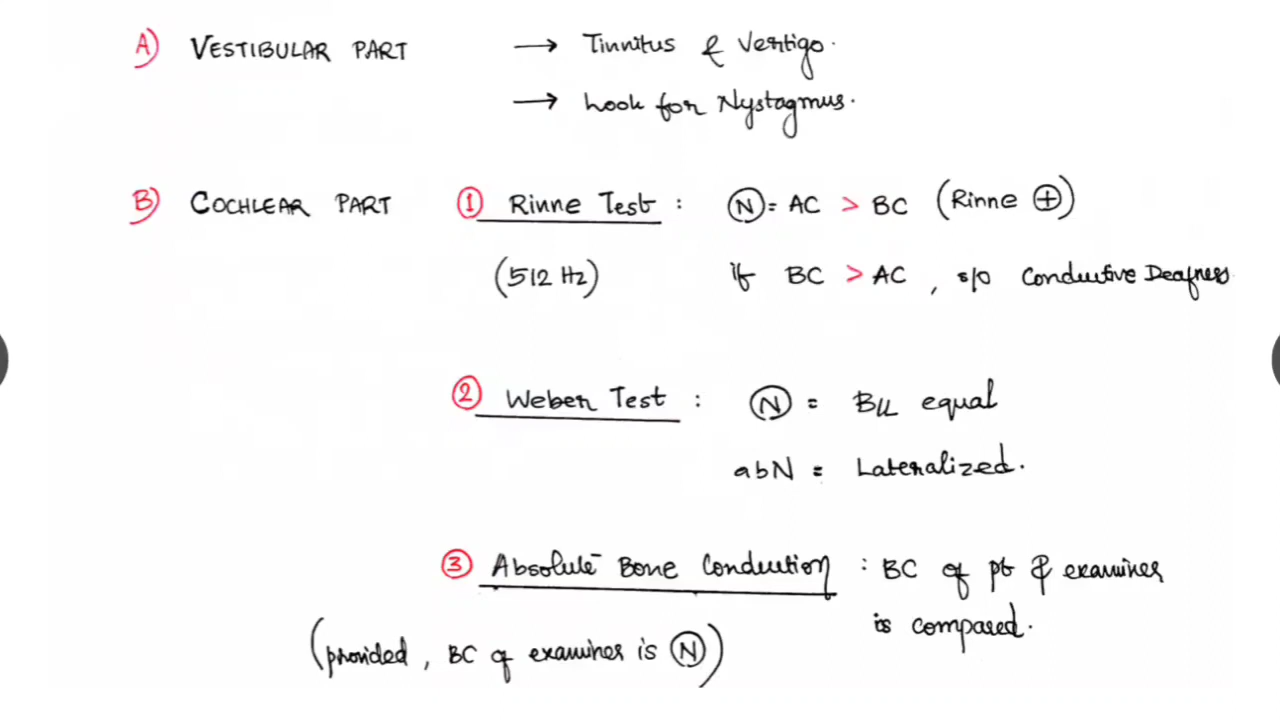 A) VESTIBULAR PART → Tinnitus & Vertigo.
→ Look for Nystagmus.
B) COCHLEAR PART ① Rinne Test : Ⓝ = AC > BC (Rinne ⊕)
(512 Hz) if BC > AC, s/o Conductive Deafness.
② Weber Test : Ⓝ = B/L equal
abN = Lateralized.
③ Absolute Bone Conduction : BC of pt & examiner
is compared.
(provided, BC of examiner is Ⓝ)